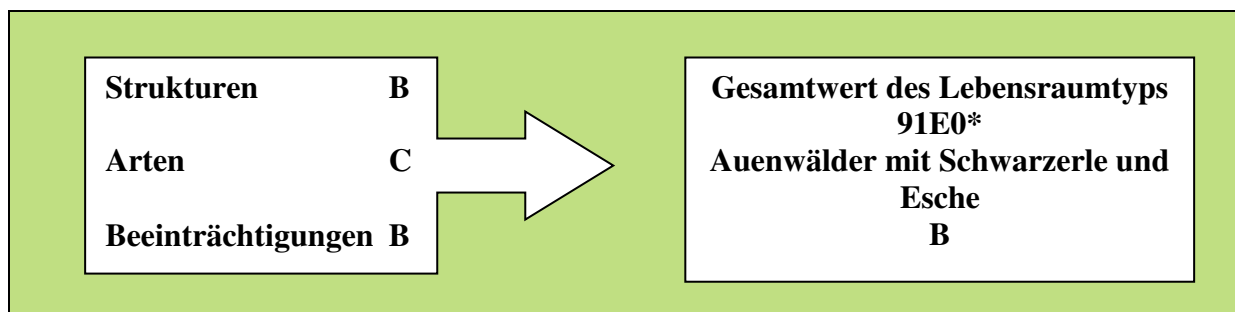 Strukturen B
Arten C
Beeinträchtigungen B
Gesamtwert des Lebensraumtyps
91E0*
Auenwälder mit Schwarzerle und
Esche
B